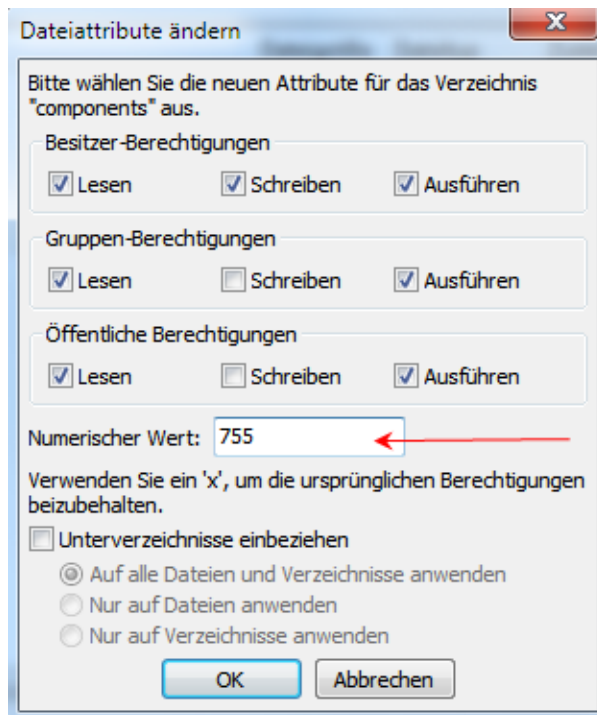 Dateiattribute ändern
Bitte wählen Sie die neuen Attribute für das Verzeichnis
"components" aus.
Besitzer-Berechtigungen
Lesen Schreiben Ausführen
Gruppen-Berechtigungen
Lesen Schreiben Ausführen
Öffentliche Berechtigungen
Lesen Schreiben Ausführen
Numerischer Wert: 755
Verwenden Sie ein 'x', um die ursprünglichen Berechtigungen
beizubehalten.
Unterverzeichnisse einbeziehen
Auf alle Dateien und Verzeichnisse anwenden
Nur auf Dateien anwenden
Nur auf Verzeichnisse anwenden
OK Abbrechen